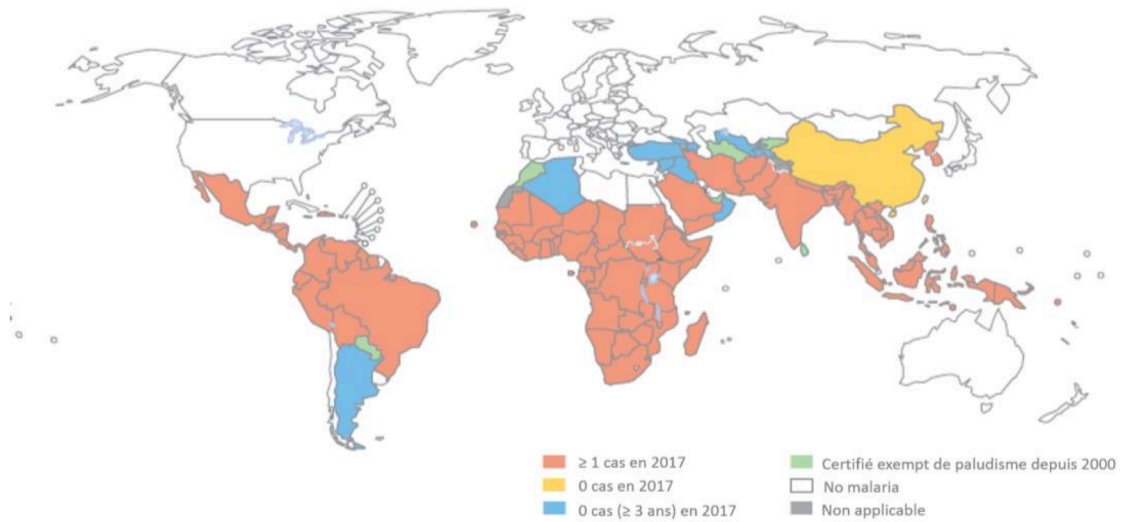 ≥ 1 cas en 2017
0 cas en 2017
0 cas (≥ 3 ans) en 2017
Certifié exempt de paludisme depuis 2000
No malaria
Non applicable